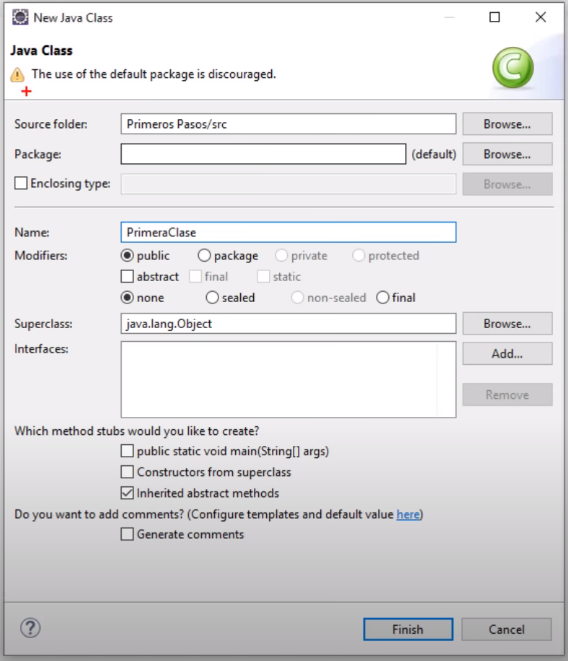 New Java Class
Java Class
The use of the default package is discouraged.
Source folder: Primeros Pasos/src Browse...
Package: (default) Browse...
Enclosing type: Browse...
Name: PrimeraClase
Modifiers: public package private protected
abstract final static
none sealed non-sealed final
Superclass: java.lang.Object Browse...
Interfaces: Add...
Remove
Which method stubs would you like to create?
public static void main(String[] args)
Constructors from superclass
Inherited abstract methods
Do you want to add comments? (Configure templates and default value here)
Generate comments
? Finish Cancel